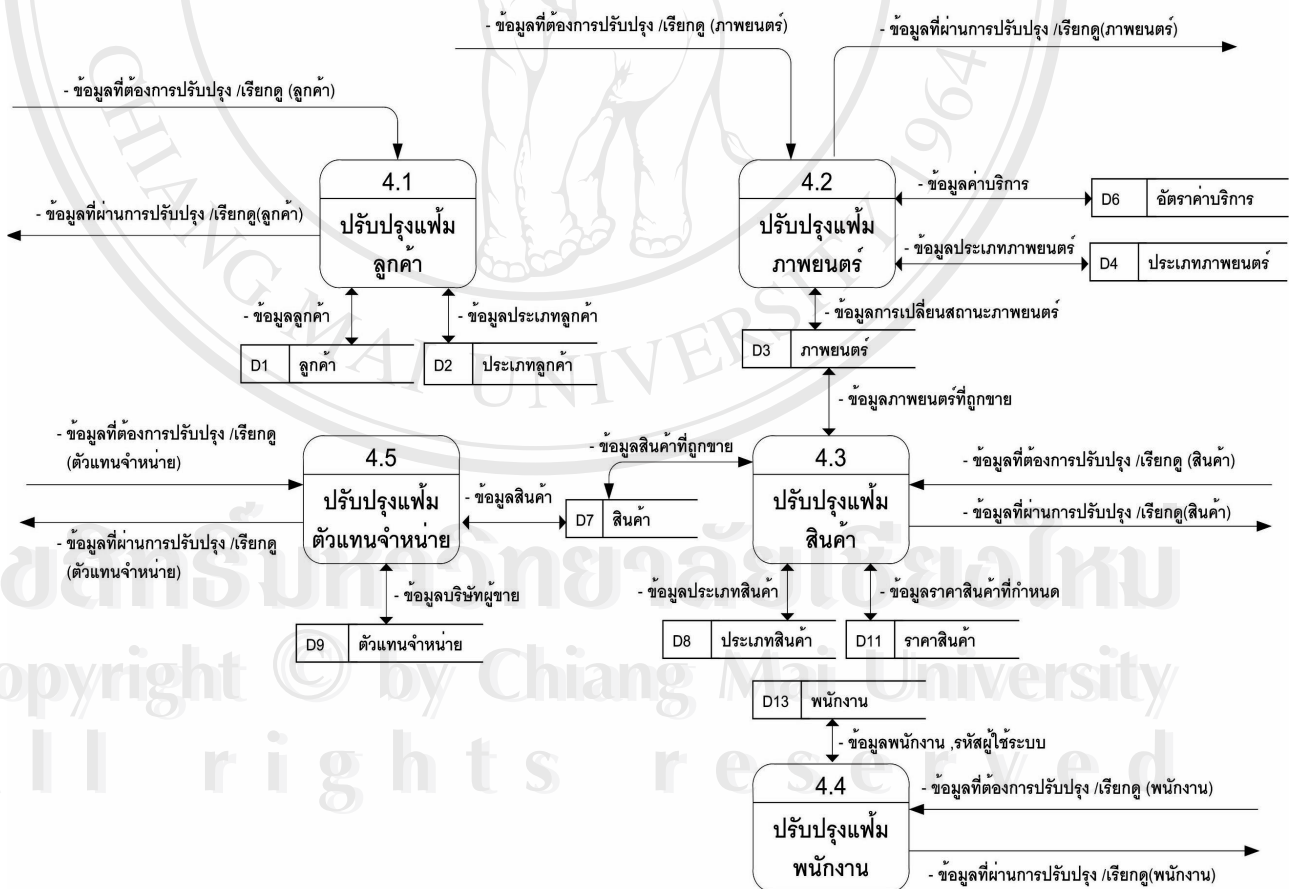 - ข้อมูลที่ต้องการปรับปรุง /เรียกดู (ภาพยนตร์)
- ข้อมูลที่ผ่านการปรับปรุง /เรียกดู(ภาพยนตร์)
- ข้อมูลที่ต้องการปรับปรุง /เรียกดู (ลูกค้า)
4.1
ปรับปรุงแฟ้ม
ลูกค้า
- ข้อมูลที่ผ่านการปรับปรุง /เรียกดู(ลูกค้า)
4.2
ปรับปรุงแฟ้ม
ภาพยนตร์
- ข้อมูลค่าบริการ
D6 อัตราค่าบริการ
- ข้อมูลประเภทภาพยนตร์
D4 ประเภทภาพยนตร์
- ข้อมูลลูกค้า
- ข้อมูลประเภทลูกค้า
- ข้อมูลการเปลี่ยนสถานะภาพยนตร์
D1 ลูกค้า
D2 ประเภทลูกค้า
D3 ภาพยนตร์
- ข้อมูลภาพยนตร์ที่ถูกขาย
- ข้อมูลที่ต้องการปรับปรุง /เรียกดู
(ตัวแทนจำหน่าย)
4.5
ปรับปรุงแฟ้ม
ตัวแทนจำหน่าย
- ข้อมูลสินค้าที่ถูกขาย
4.3
ปรับปรุงแฟ้ม
สินค้า
- ข้อมูลที่ต้องการปรับปรุง /เรียกดู (สินค้า)
- ข้อมูลสินค้า
D7 สินค้า
- ข้อมูลที่ผ่านการปรับปรุง /เรียกดู(สินค้า)
- ข้อมูลที่ผ่านการปรับปรุง /เรียกดู
(ตัวแทนจำหน่าย)
- ข้อมูลบริษัทผู้ขาย
- ข้อมูลประเภทสินค้า
- ข้อมูลราคาสินค้าที่กำหนด
D9 ตัวแทนจำหน่าย
D8 ประเภทสินค้า
D11 ราคาสินค้า
D13 พนักงาน
- ข้อมูลพนักงาน ,รหัสผู้ใช้ระบบ
4.4
ปรับปรุงแฟ้ม
พนักงาน
- ข้อมูลที่ต้องการปรับปรุง /เรียกดู (พนักงาน)
- ข้อมูลที่ผ่านการปรับปรุง /เรียกดู(พนักงาน)
CHIANG MAI UNIVERSITY 1964
by Chiang Mai University
rights reserved